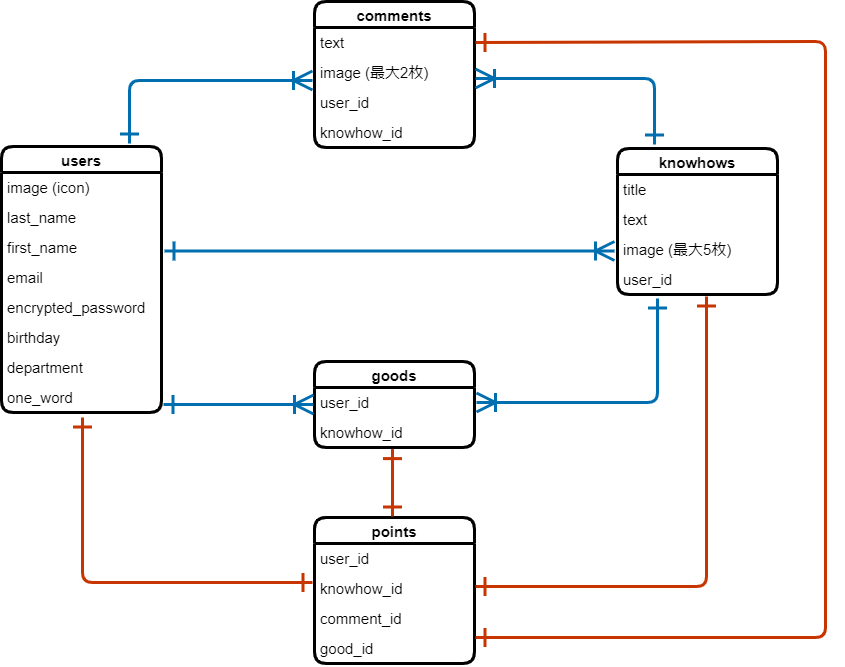 comments
text
image (最大2枚)
user_id
knowhow_id
users
image (icon)
last_name
first_name
email
encrypted_password
birthday
department
one_word
knowhows
title
text
image (最大5枚)
user_id
goods
user_id
knowhow_id
points
user_id
knowhow_id
comment_id
good_id